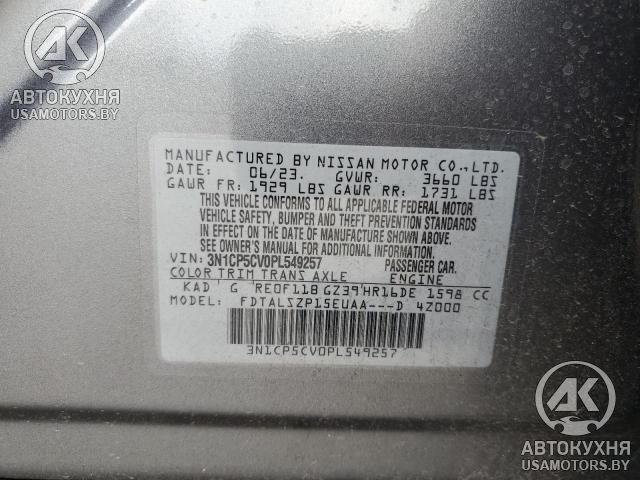 AK
АВТОКУХНЯ
USAMOTORS.BY
MANUFACTURED BY NISSAN MOTOR CO.,LTD.
DATE: 06/23. GVWR: 3660 LBS
GAWR FR: 1929 LBS GAWR RR: 1731 LBS
THIS VEHICLE CONFORMS TO ALL APPLICABLE FEDERAL MOTOR
VEHICLE SAFETY, BUMPER AND THEFT PREVENTION STANDARDS
IN EFFECT ON THE DATE OF MANUFACTURE SHOWN ABOVE.
SEE OWNER'S MANUAL FOR ADDITIONAL INFORMATION.
VIN: 3N1CP5CV0PL549257 PASSENGER CAR.
COLOR TRIM TRANS AXLE ENGINE
KAD G RE0F11B GZ39 HR16DE 1598 CC
MODEL: FDTALSZP15EUAA---D 4Z000
3N1CP5CV0PL549257
AK
АВТОКУХНЯ
USAMOTORS.BY